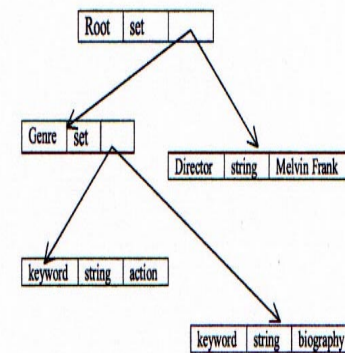 Root set
Genre set
Director string Melvin Frank
keyword string action
keyword string biography